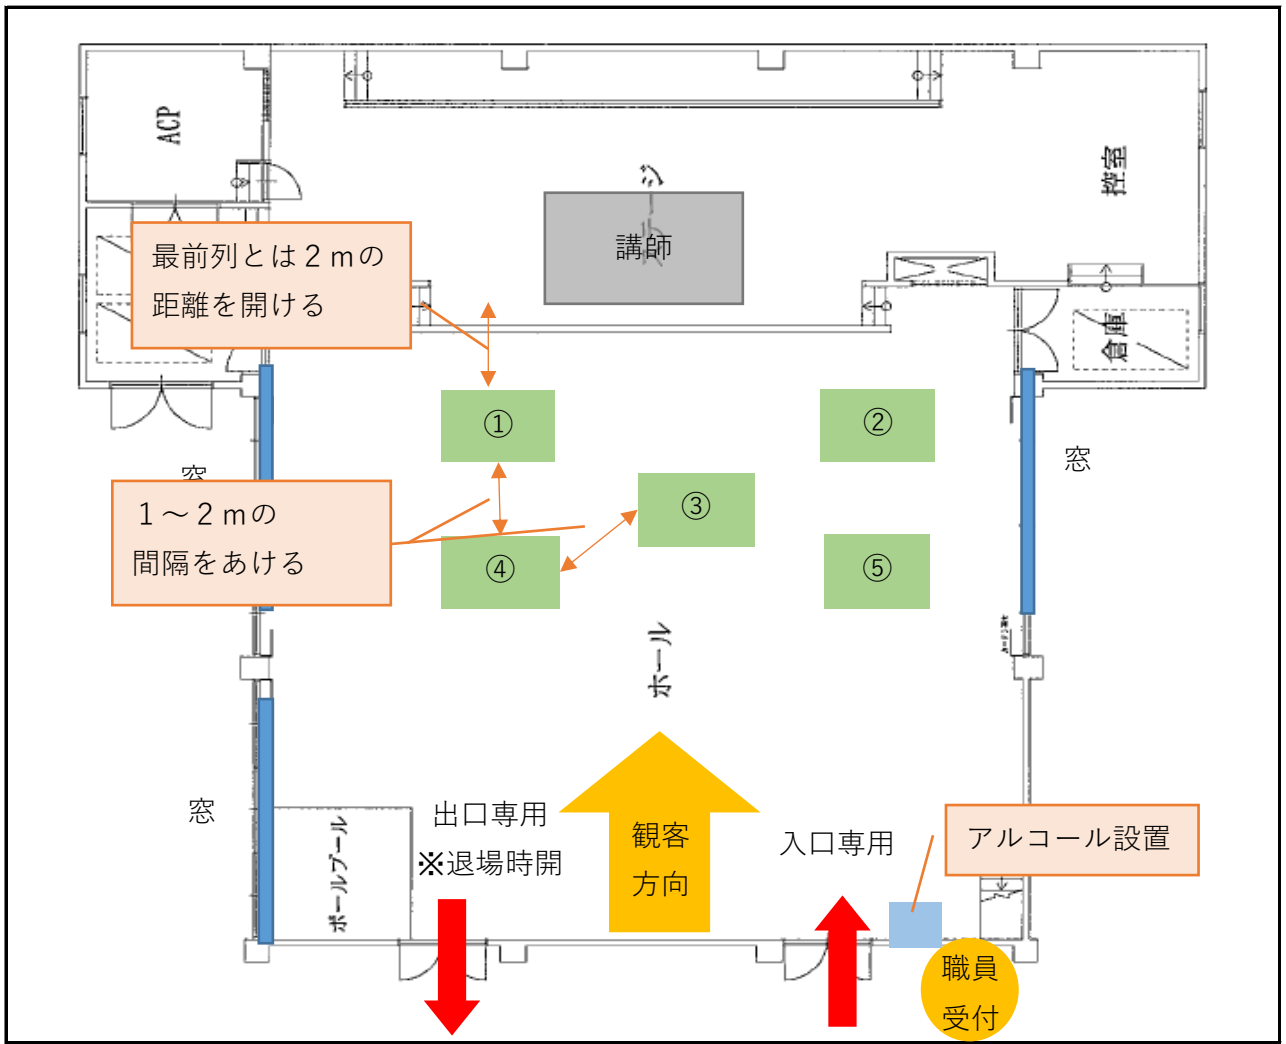 ACP
控室
ステージ
講師
最前列とは２ｍの
距離を開ける
倉庫
①
②
窓
窓
１～２ｍの
間隔をあける
③
④
⑤
ホール
窓
出口専用
※退場時開
観客
方向
入口専用
アルコール設置
ボールプール
職員
受付